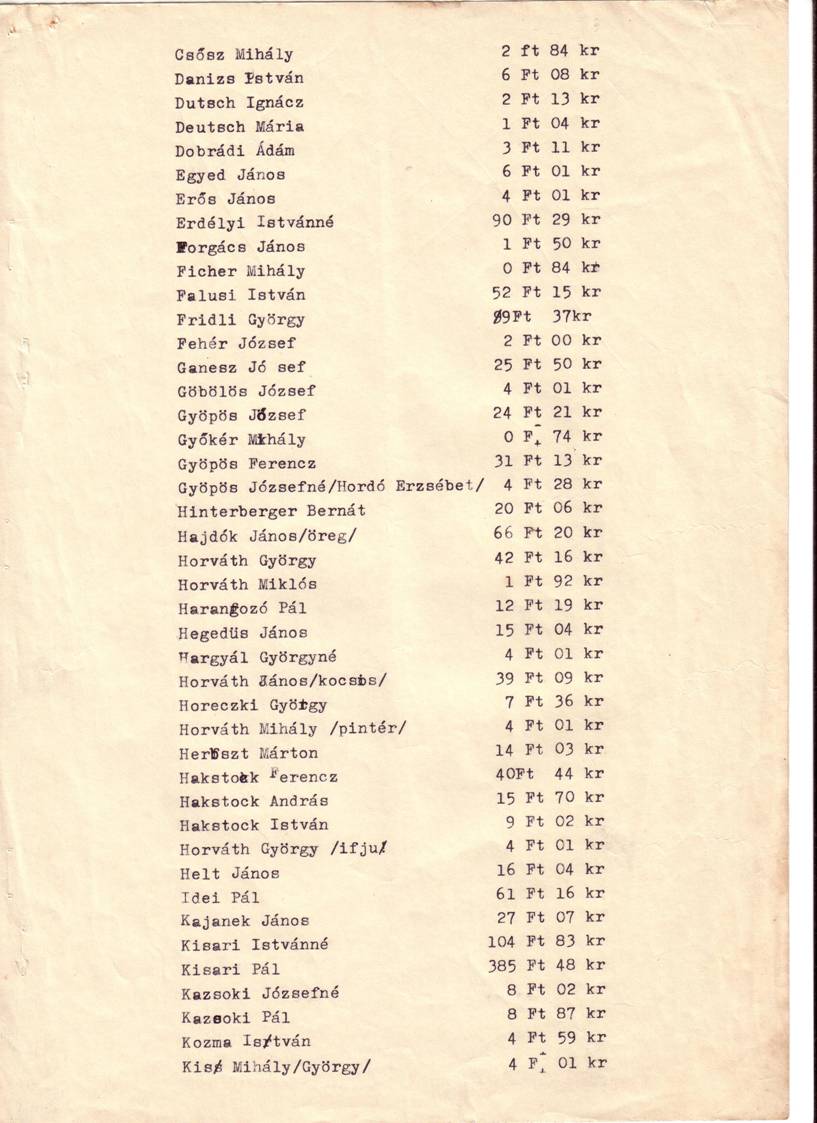 Csősz Mihály 2 ft 84 kr
Danizs István 6 Ft 08 kr
Dutsch Ignácz 2 Ft 13 kr
Deutsch Mária 1 Ft 04 kr
Dobrádi Ádám 3 Ft 11 kr
Egyed János 6 Ft 01 kr
Erős János 4 Ft 01 kr
Erdélyi Istvánné 90 Ft 29 kr
Forgács János 1 Ft 50 kr
Ficher Mihály 0 Ft 84 kr
Falusi István 52 Ft 15 kr
Fridli György 9Ft 37kr
Fehér József 2 Ft 00 kr
Ganesz Jó sef 25 Ft 50 kr
Göbölös József 4 Ft 01 kr
Gyöpös József 24 Ft 21 kr
Győkér Mihály 0 Ft 74 kr
Gyöpös Ferencz 31 Ft 13 kr
Gyöpös Józsefné/Hordó Erzsébet/ 4 Ft 28 kr
Hinterberger Bernát 20 Ft 06 kr
Hajdók János/öreg/ 66 Ft 20 kr
Horváth György 42 Ft 16 kr
Horváth Miklós 1 Ft 92 kr
Harangozó Pál 12 Ft 19 kr
Hegedüs János 15 Ft 04 kr
Hargyál Györgyné 4 Ft 01 kr
Horváth János/kocsis/ 39 Ft 09 kr
Horeczki György 7 Ft 36 kr
Horváth Mihály /pintér/ 4 Ft 01 kr
Herbszt Márton 14 Ft 03 kr
Hakstock Ferencz 40Ft 44 kr
Hakstock András 15 Ft 70 kr
Hakstock István 9 Ft 02 kr
Horváth György /ifju/ 4 Ft 01 kr
Helt János 16 Ft 04 kr
Idei Pál 61 Ft 16 kr
Kajanek János 27 Ft 07 kr
Kisari Istvánné 104 Ft 83 kr
Kisari Pál 385 Ft 48 kr
Kazsoki Józsefné 8 Ft 02 kr
Kazsoki Pál 8 Ft 87 kr
Kozma István 4 Ft 59 kr
Kis Mihály/György/ 4 Ft 01 kr